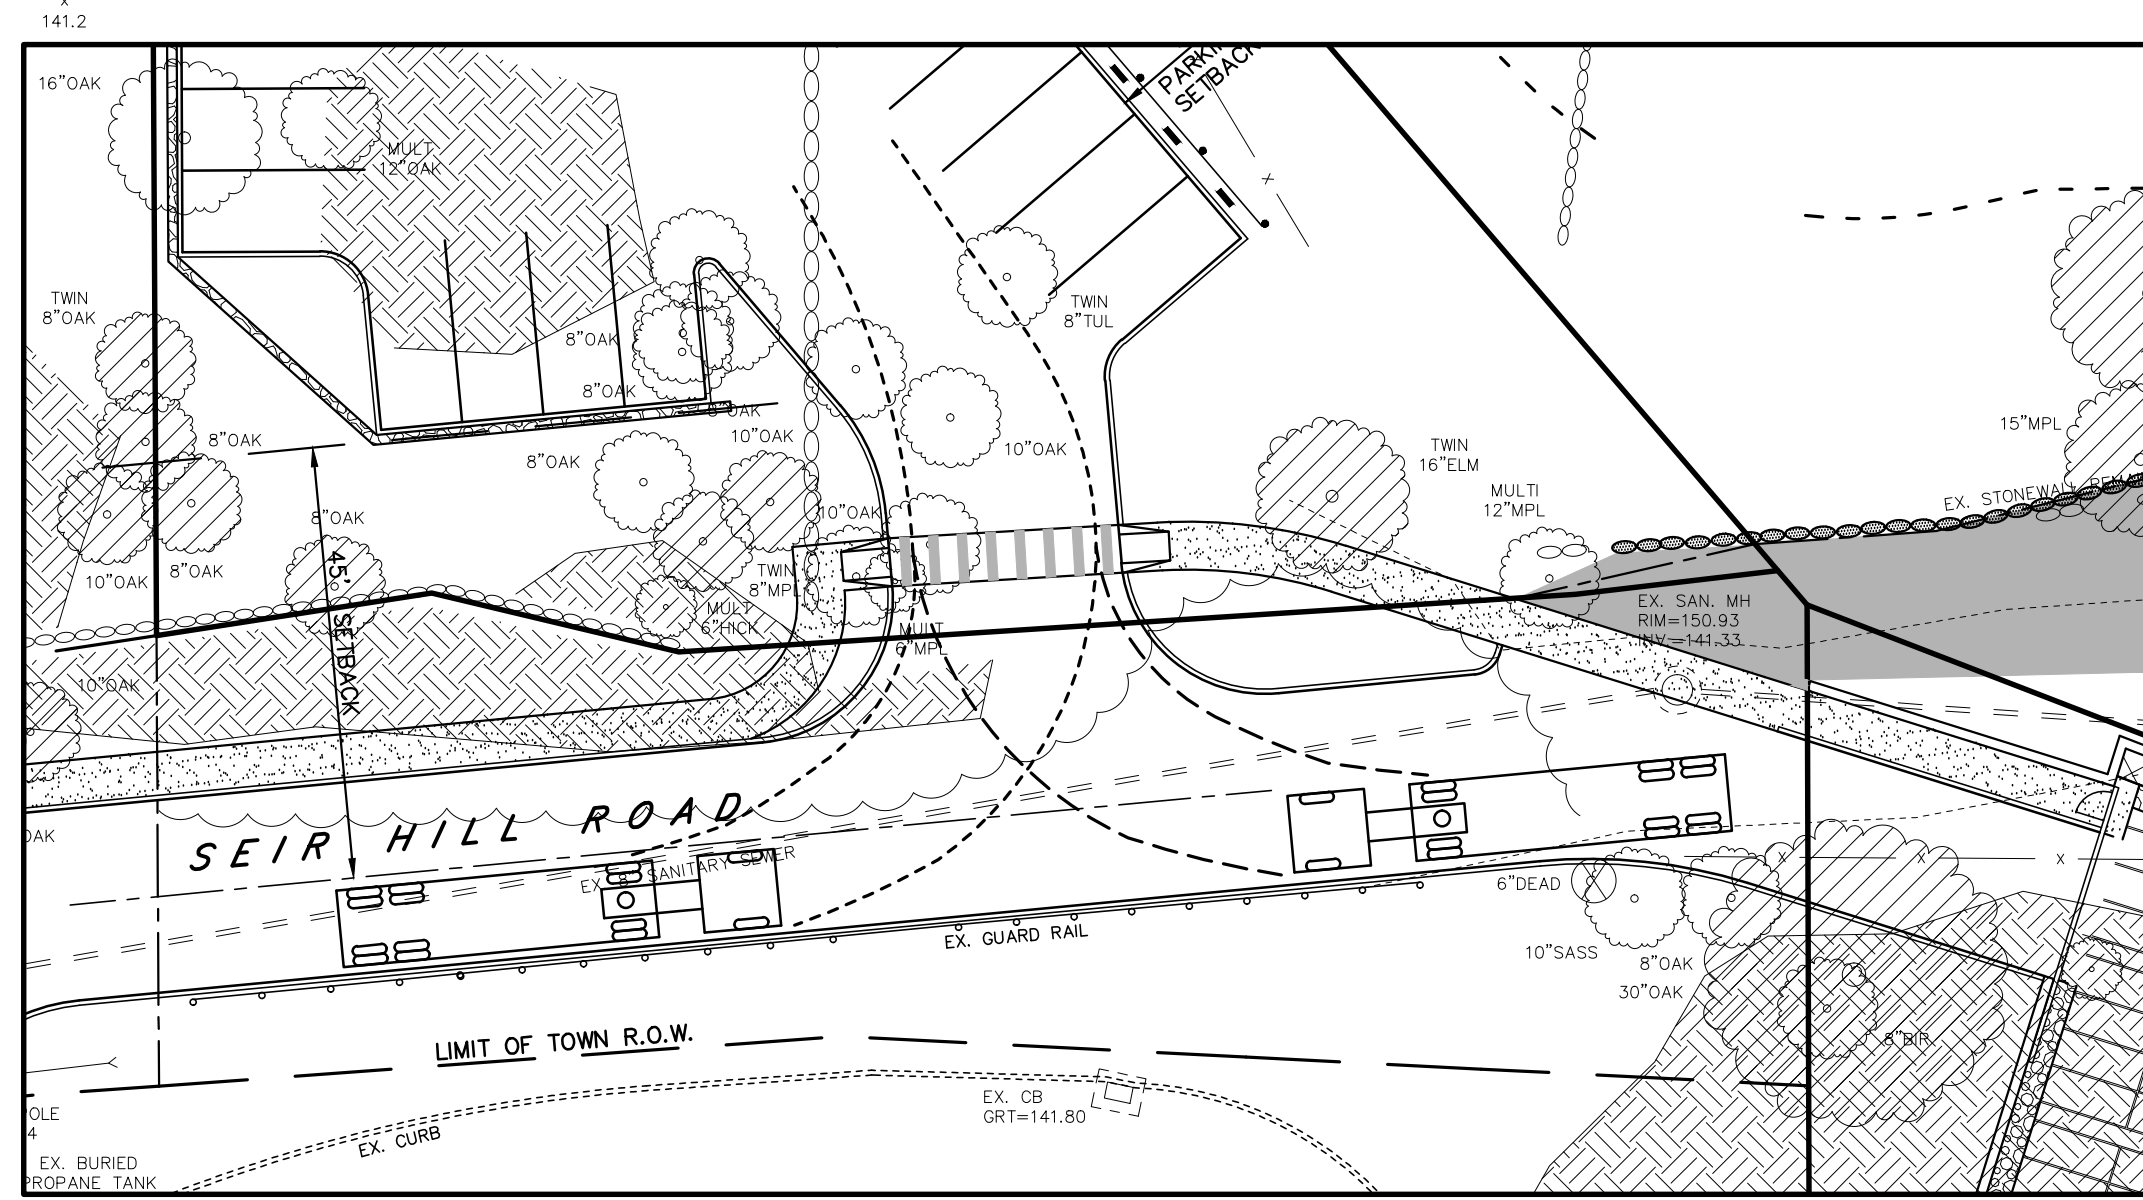 x
141.2
16"OAK
MULT
12"OAK
SETBACK
TWIN
8"OAK
TWIN
8"TUL
8"OAK
8"OAK
8"OAK
10"OAK
8"OAK
8"OAK
10"OAK
TWIN
16"ELM
15"MPL
MULTI
12"MPL
EX. STONEWALL
8"OAK
10"OAK
45' SETBACK
10"OAK
8"OAK
TWIN
8"MPL
MULT
6"HICK
MULT
6"MPL
EX. SAN. MH
RIM=150.93
INV=141.33
10"OAK
SEIR HILL ROAD
OAK
EX. 8" SANITARY SEWER
x x x
6"DEAD
EX. GUARD RAIL
10"SASS
8"OAK
30"OAK
8"BIR
LIMIT OF TOWN R.O.W.
EX. CB
GRT=141.80
OLE
4
EX. CURB
EX. BURIED
PROPANE TANK